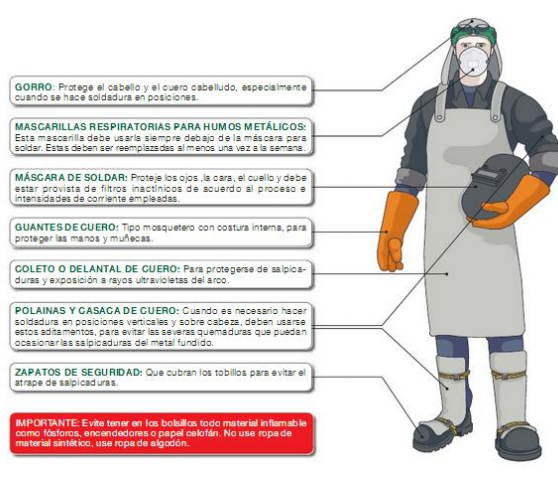 GORRO: Protege el cabello y el cuero cabelludo, especialmente
cuando se hace soldadura en posiciones.
MASCARILLAS RESPIRATORIAS PARA HUMOS METÁLICOS:
Esta mascarilla debe usarla siempre debajo de la máscara para
soldar. Estas deben ser reemplazadas al menos una vez a la semana.
MÁSCARA DE SOLDAR: Proteje los ojos ,la cara, el cuello y debe
estar provista de filtros inactínicos de acuerdo al proceso e
intensidades de corriente empleadas.
GUANTES DE CUERO: Tipo mosquetero con costura interna, para
proteger las manos y muñecas.
COLETO O DELANTAL DE CUERO: Para protegerse de salpica-
duras y exposición a rayos ultravioletas del arco.
POLAINAS Y CASACA DE CUERO: Cuando es necesario hacer
soldadura en posiciones verticales y sobre cabeza, deben usarse
estos aditamentos, para evitar las severas quemaduras que puedan
ocasionar las salpicaduras del metal fundido.
ZAPATOS DE SEGURIDAD: Que cubran los tobillos para evitar el
atrape de salpicaduras.
IMPORTANTE: Evite tener en los bolsillos todo material inflamable
como fósforos, encendedores o papel celofán. No use ropa de
material sintético, use ropa de algodón.